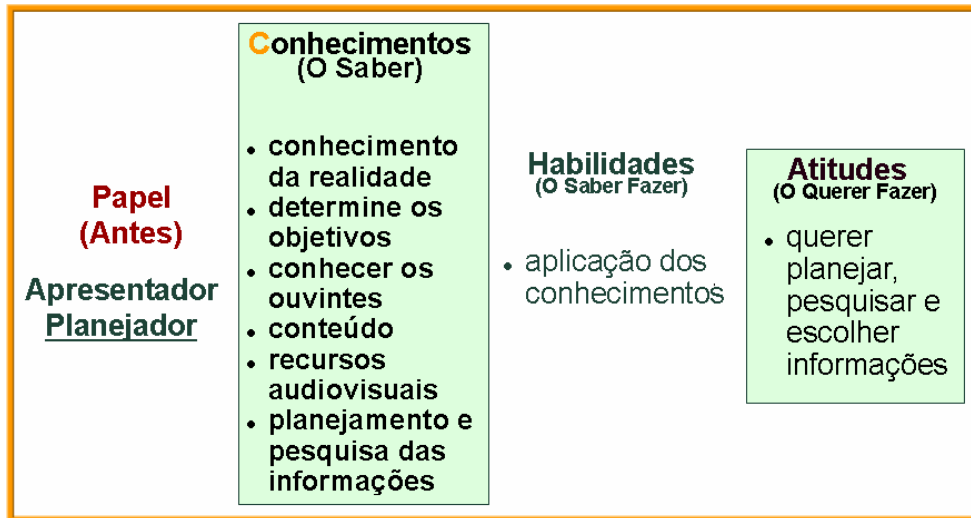 Papel
(Antes)
Apresentador
Planejador
Conhecimentos
(O Saber)
• conhecimento
da realidade
• determine os
objetivos
• conhecer os
ouvintes
• conteúdo
• recursos
audiovisuais
• planejamento e
pesquisa das
informações
Habilidades
(O Saber Fazer)
• aplicação dos
conhecimentos
Atitudes
(O Querer Fazer)
• querer
planejar,
pesquisar e
escolher
informações